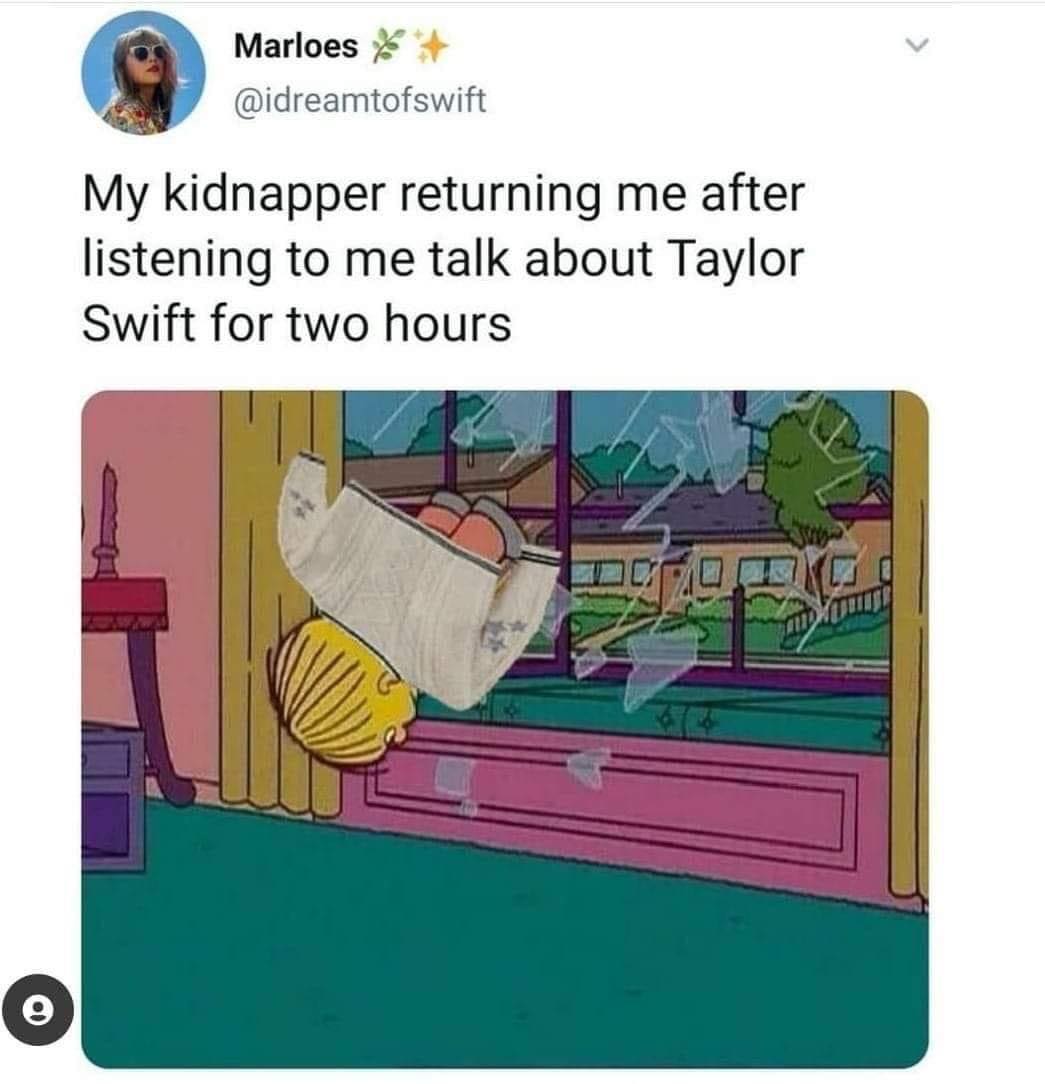 Marloes 🌿✨
@idreamtofswift
My kidnapper returning me after
listening to me talk about Taylor
Swift for two hours